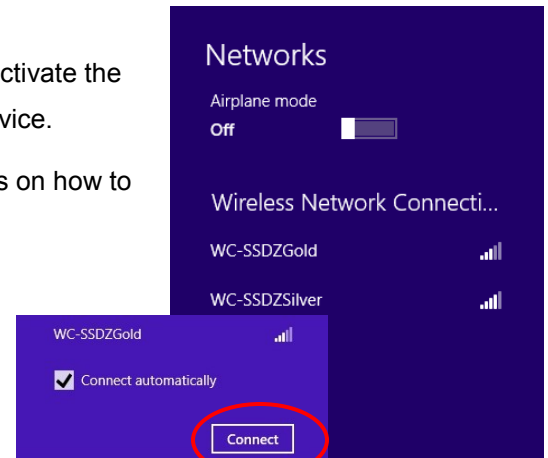 ctivate the
vice.
s on how to
Networks
Airplane mode
Off
Wireless Network Connecti...
WC-SSDZGold
WC-SSDZSilver
WC-SSDZGold
Connect automatically
Connect